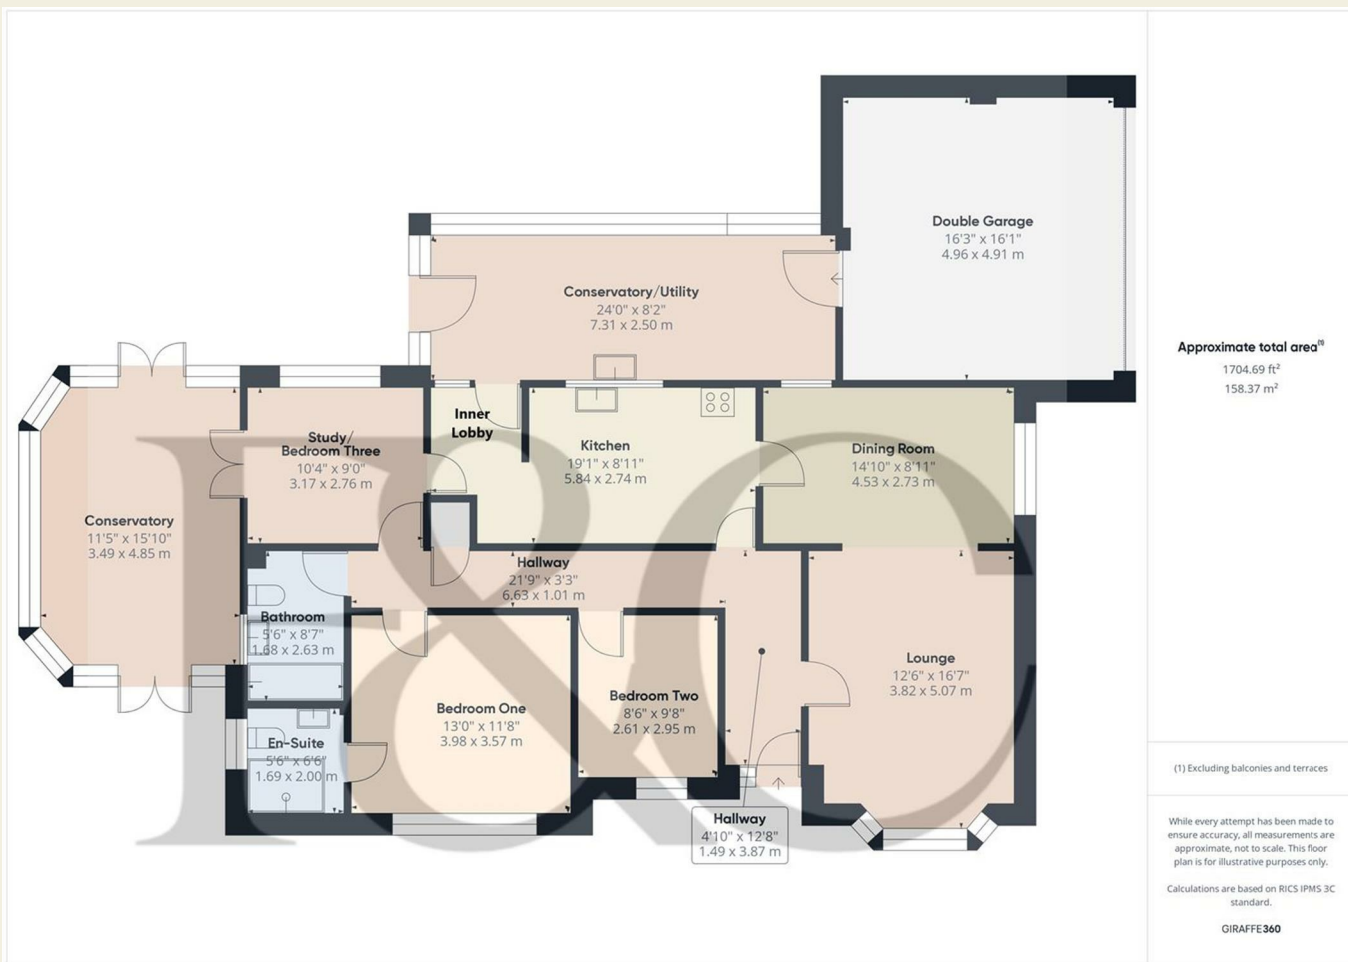 Double Garage
16'3" x 16'1"
4.96 x 4.91 m
Conservatory/Utility
24'0" x 8'2"
7.31 x 2.50 m
Inner
Lobby
Study/
Bedroom Three
10'4" x 9'0"
3.17 x 2.76 m
Kitchen
19'1" x 8'11"
5.84 x 2.74 m
Dining Room
14'10" x 8'11"
4.53 x 2.73 m
Conservatory
11'5" x 15'10"
3.49 x 4.85 m
Hallway
21'9" x 3'3"
6.63 x 1.01 m
Bathroom
5'6" x 8'7"
1.68 x 2.63 m
Lounge
12'6" x 16'7"
3.82 x 5.07 m
Bedroom One
13'0" x 11'8"
3.98 x 3.57 m
Bedroom Two
8'6" x 9'8"
2.61 x 2.95 m
En-Suite
5'6" x 6'6"
1.69 x 2.00 m
Hallway
4'10" x 12'8"
1.49 x 3.87 m
F&C
Approximate total area(1)
1704.69 ft²
158.37 m²
(1) Excluding balconies and terraces
While every attempt has been made to
ensure accuracy, all measurements are
approximate, not to scale. This floor
plan is for illustrative purposes only.
Calculations are based on RICS IPMS 3C
standard.
GIRAFFE360